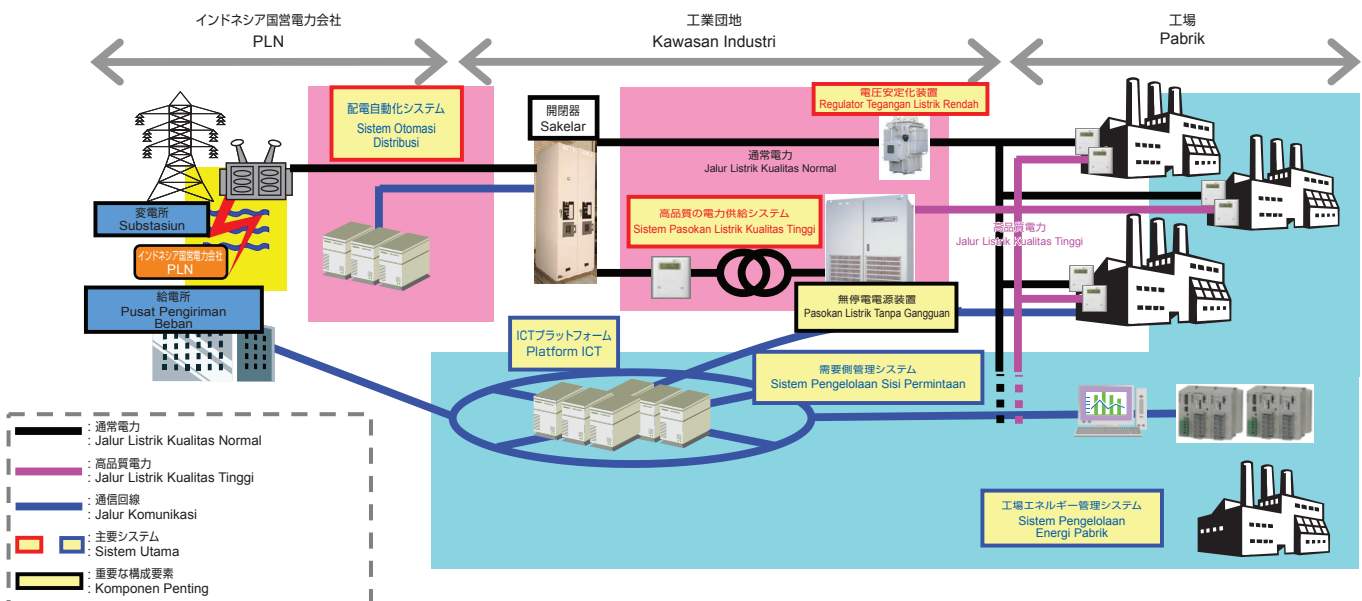 インドネシア国営電力会社
PLN
工業団地
Kawasan Industri
工場
Pabrik
配電自動化システム
Sistem Otomasi
Distribusi
開閉器
Sakelar
電圧安定化装置
Regulator Tegangan Listrik Rendah
通常電力
Jalur Listrik Kualitas Normal
変電所
Substasiun
インドネシア国営電力会社
PLN
高品質の電力供給システム
Sistem Pasokan Listrik Kualitas Tinggi
高品質電力
Jalur Listrik Kualitas Tinggi
給電所
Pusat Pengiriman
Beban
無停電電源装置
Pasokan Listrik Tanpa Gangguan
ICTプラットフォーム
Platform ICT
需要側管理システム
Sistem Pengelolaan Sisi Permintaan
工場エネルギー管理システム
Sistem Pengelolaan
Energi Pabrik
: 通常電力
: Jalur Listrik Kualitas Normal
: 高品質電力
: Jalur Listrik Kualitas Tinggi
: 通信回線
: Jalur Komunikasi
: 主要システム
: Sistem Utama
: 重要な構成要素
: Komponen Penting